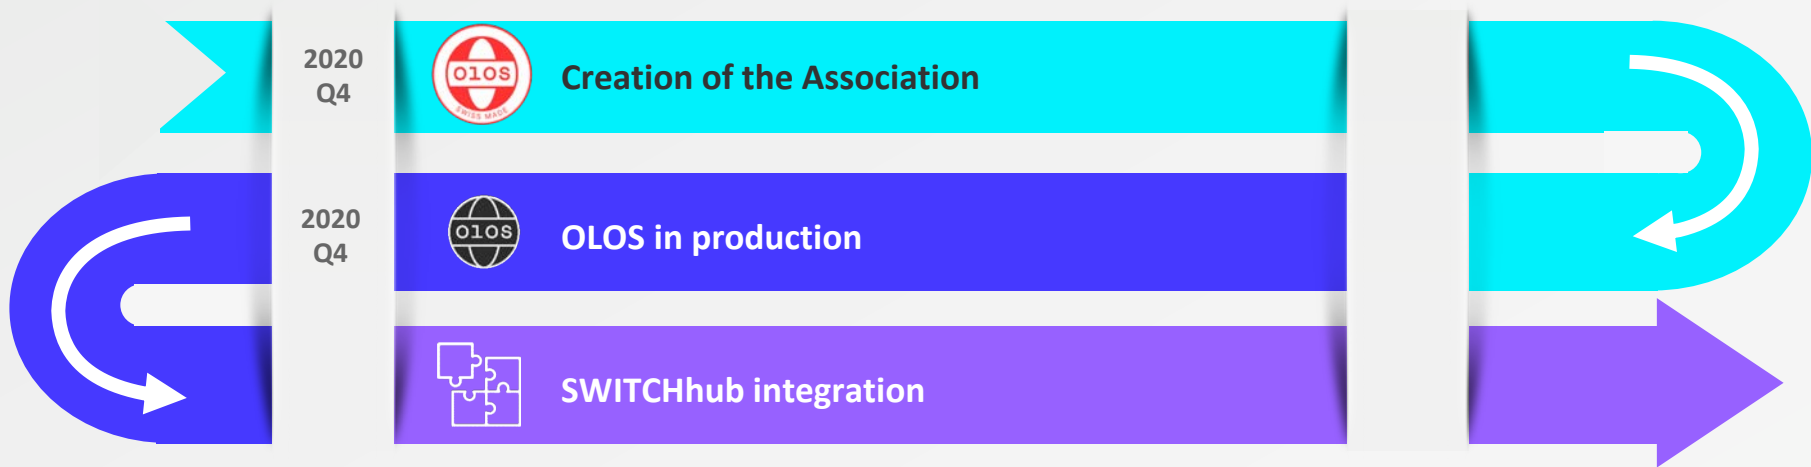 2020
Q4
OLOS
SWISS MADE
Creation of the Association
2020
Q4
OLOS
OLOS in production
SWITCHhub integration